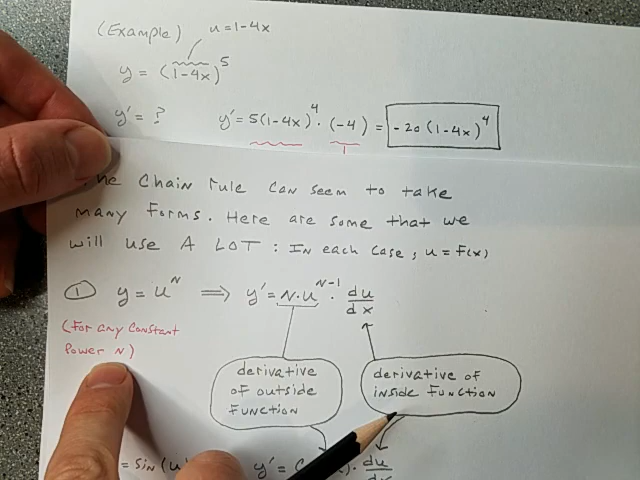 (Example) u = 1-4x
y = (1-4x)^5
y' = ? y' = 5(1-4x)^4 · (-4) = -20(1-4x)^4
Chain rule can seem to take
many forms. Here are some that we
will use A LOT: In each case, u = f(x)
① y = u^N ⟹ y' = N·u^(N-1) · du/dx
(For any constant
Power N)
derivative
of outside
Function
derivative of
inside Function
= sin(u) y' = · du/dx